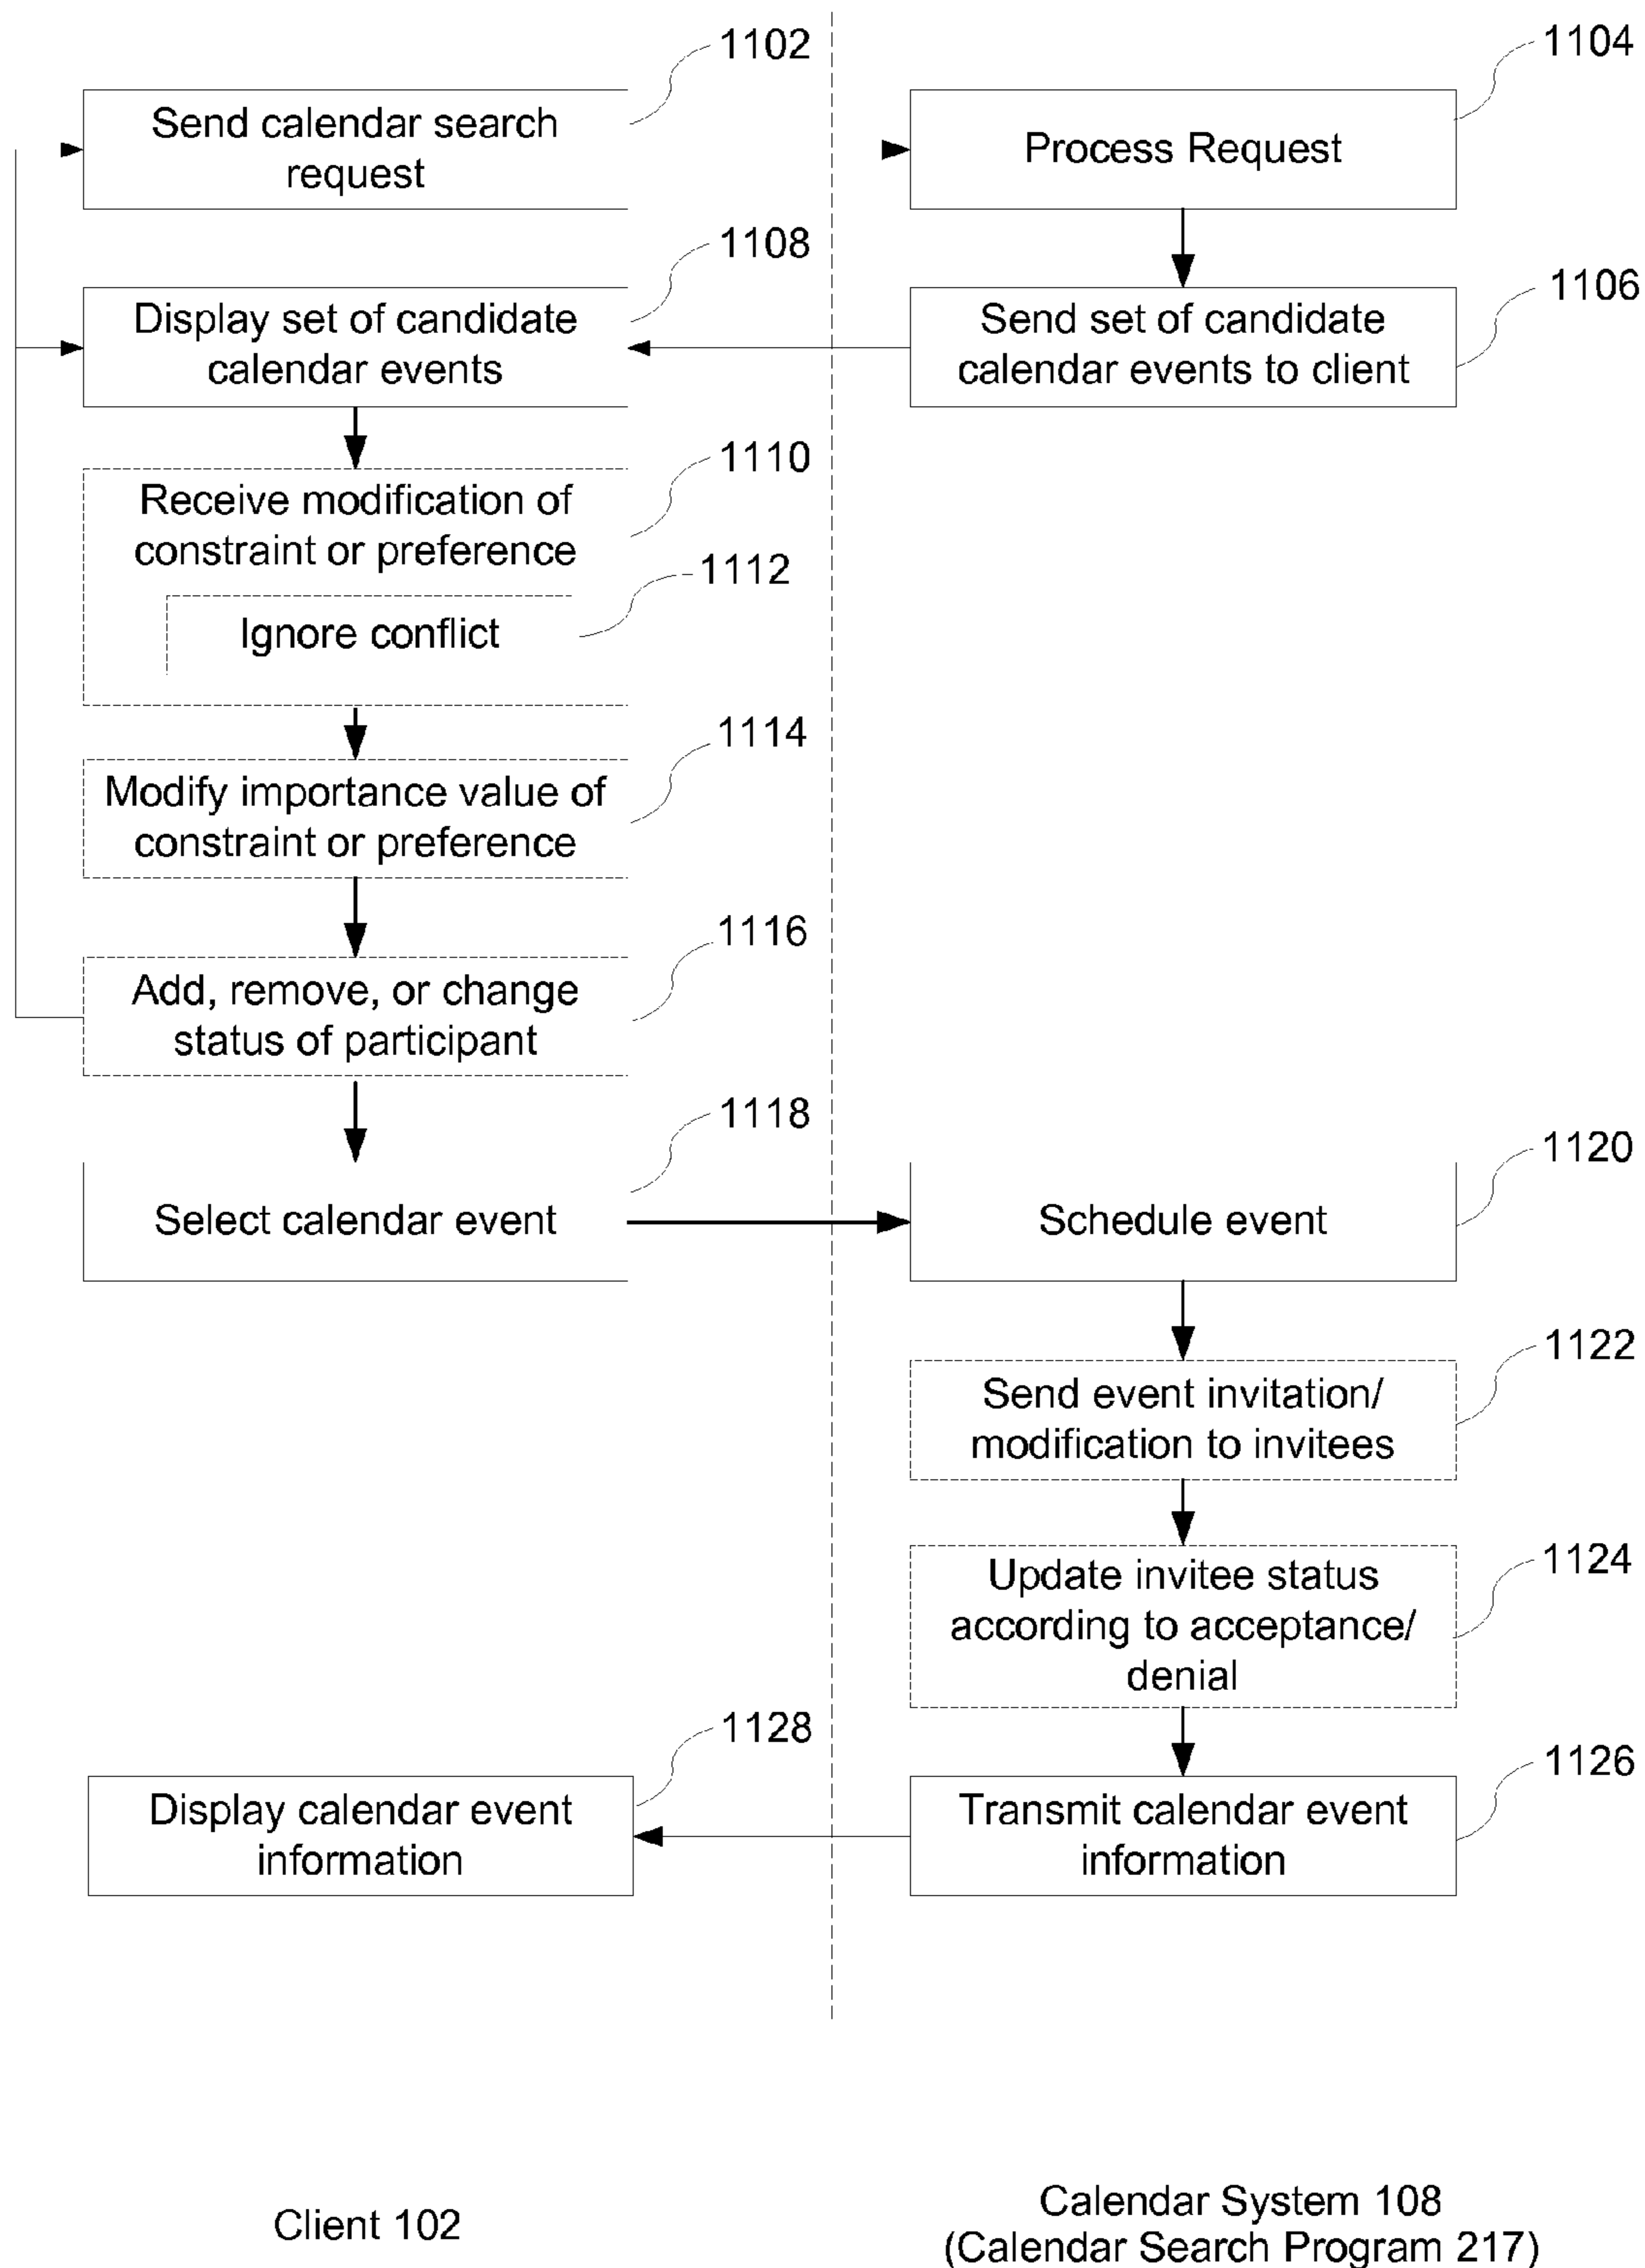 1102
1104
Send calendar search
request
Process Request
1108
1106
Display set of candidate
calendar events
Send set of candidate
calendar events to client
1110
Receive modification of
constraint or preference
1112
Ignore conflict
1114
Modify importance value of
constraint or preference
1116
Add, remove, or change
status of participant
1118
1120
Select calendar event
Schedule event
1122
Send event invitation/
modification to invitees
1124
Update invitee status
according to acceptance/
denial
1128
1126
Display calendar event
information
Transmit calendar event
information
Client 102
Calendar System 108
(Calendar Search Program 217)